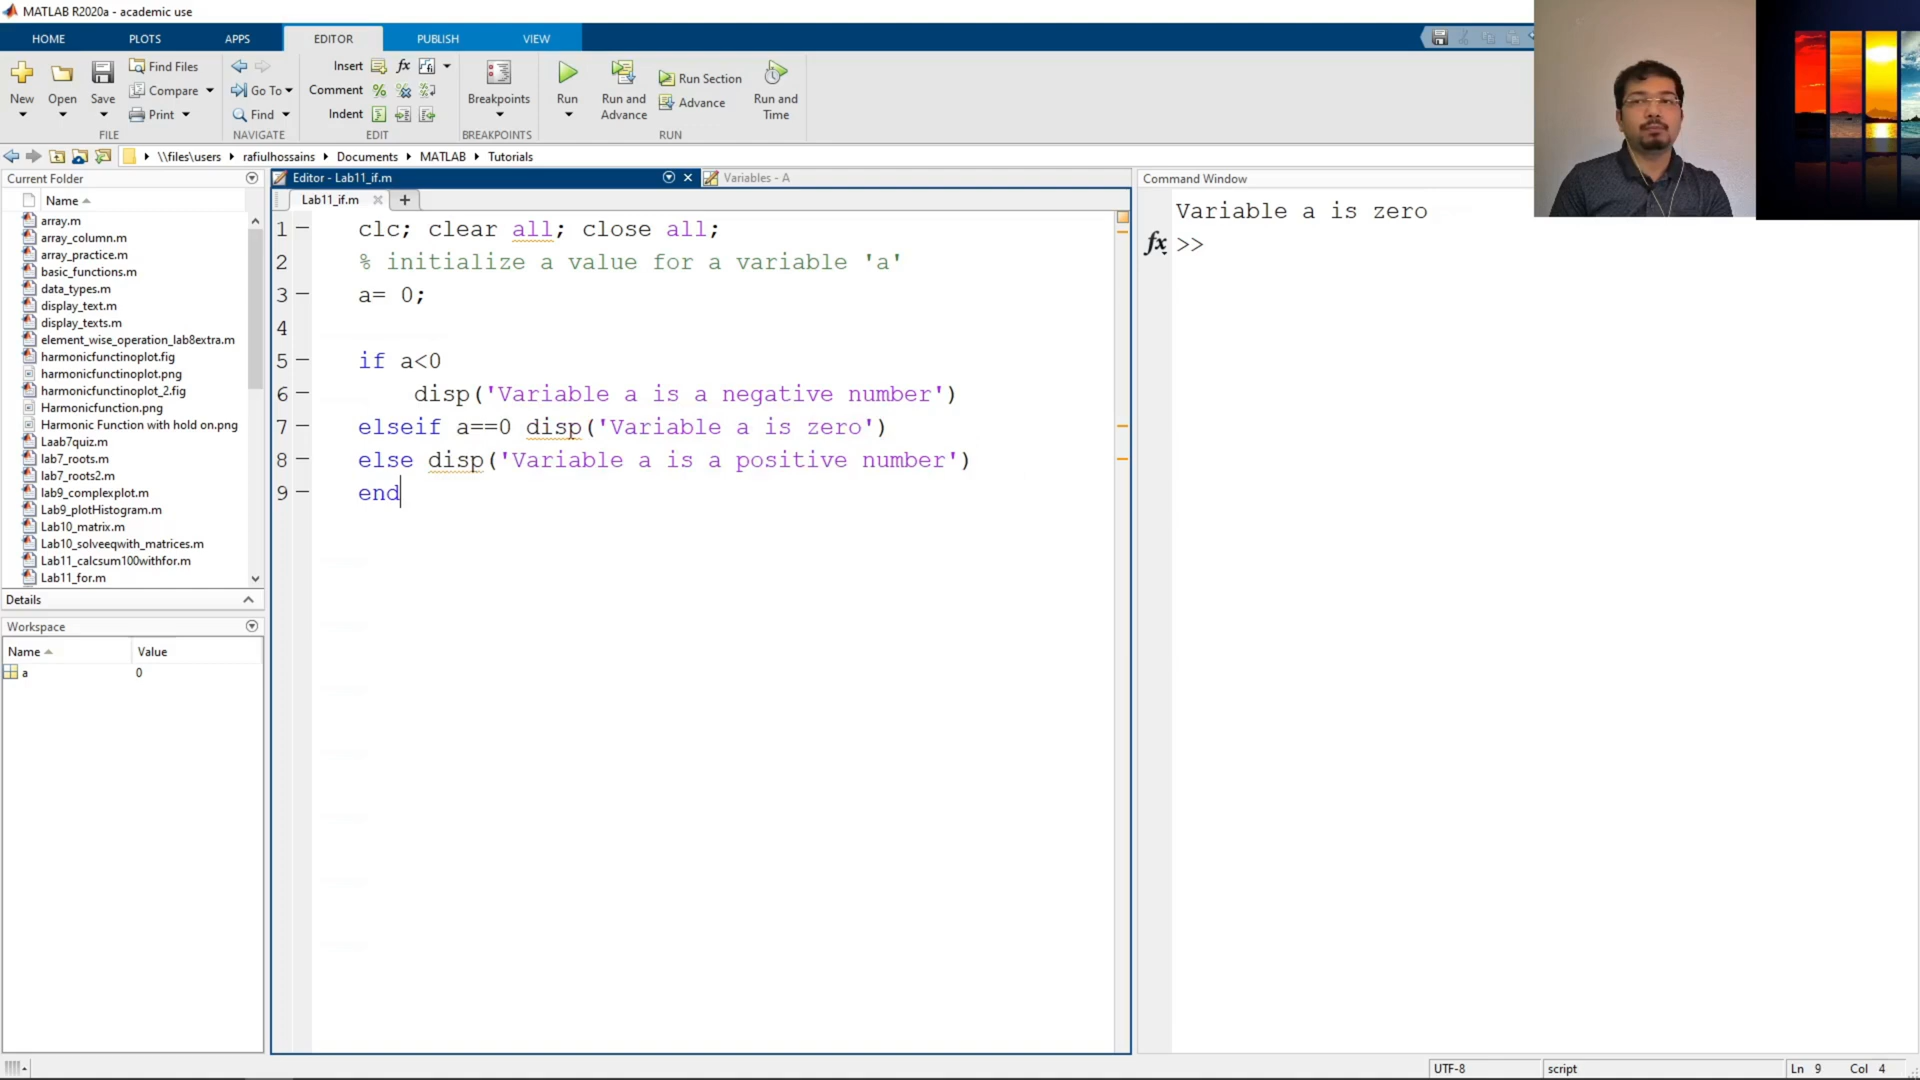 MATLAB R2020a - academic use
HOME PLOTS APPS EDITOR PUBLISH VIEW
New Open Save Find Files Compare Print Go To Find Insert fx Comment % Indent Breakpoints Run Run and Advance Run Section Advance Run and Time
FILE NAVIGATE EDIT BREAKPOINTS RUN
\\files\users rafiulhossains Documents MATLAB Tutorials
Current Folder
Name
array.m
array_column.m
array_practice.m
basic_functions.m
data_types.m
display_text.m
display_texts.m
element_wise_operation_lab8extra.m
harmonicfunctinoplot.fig
harmonicfunctinoplot.png
harmonicfunctinoplot_2.fig
Harmonicfunction.png
Harmonic Function with hold on.png
Laab7quiz.m
lab7_roots.m
lab7_roots2.m
lab9_complexplot.m
Lab9_plotHistogram.m
Lab10_matrix.m
Lab10_solveeqwith_matrices.m
Lab11_calcsum100withfor.m
Lab11_for.m
Details
Workspace
Name Value
a 0
Editor - Lab11_if.m Variables - A
Lab11_if.m
1 clc; clear all; close all;
2 % initialize a value for a variable 'a'
3 a= 0;
4
5 if a<0
6 disp('Variable a is a negative number')
7 elseif a==0 disp('Variable a is zero')
8 else disp('Variable a is a positive number')
9 end
Command Window
Variable a is zero
fx >>
UTF-8 script Ln 9 Col 4